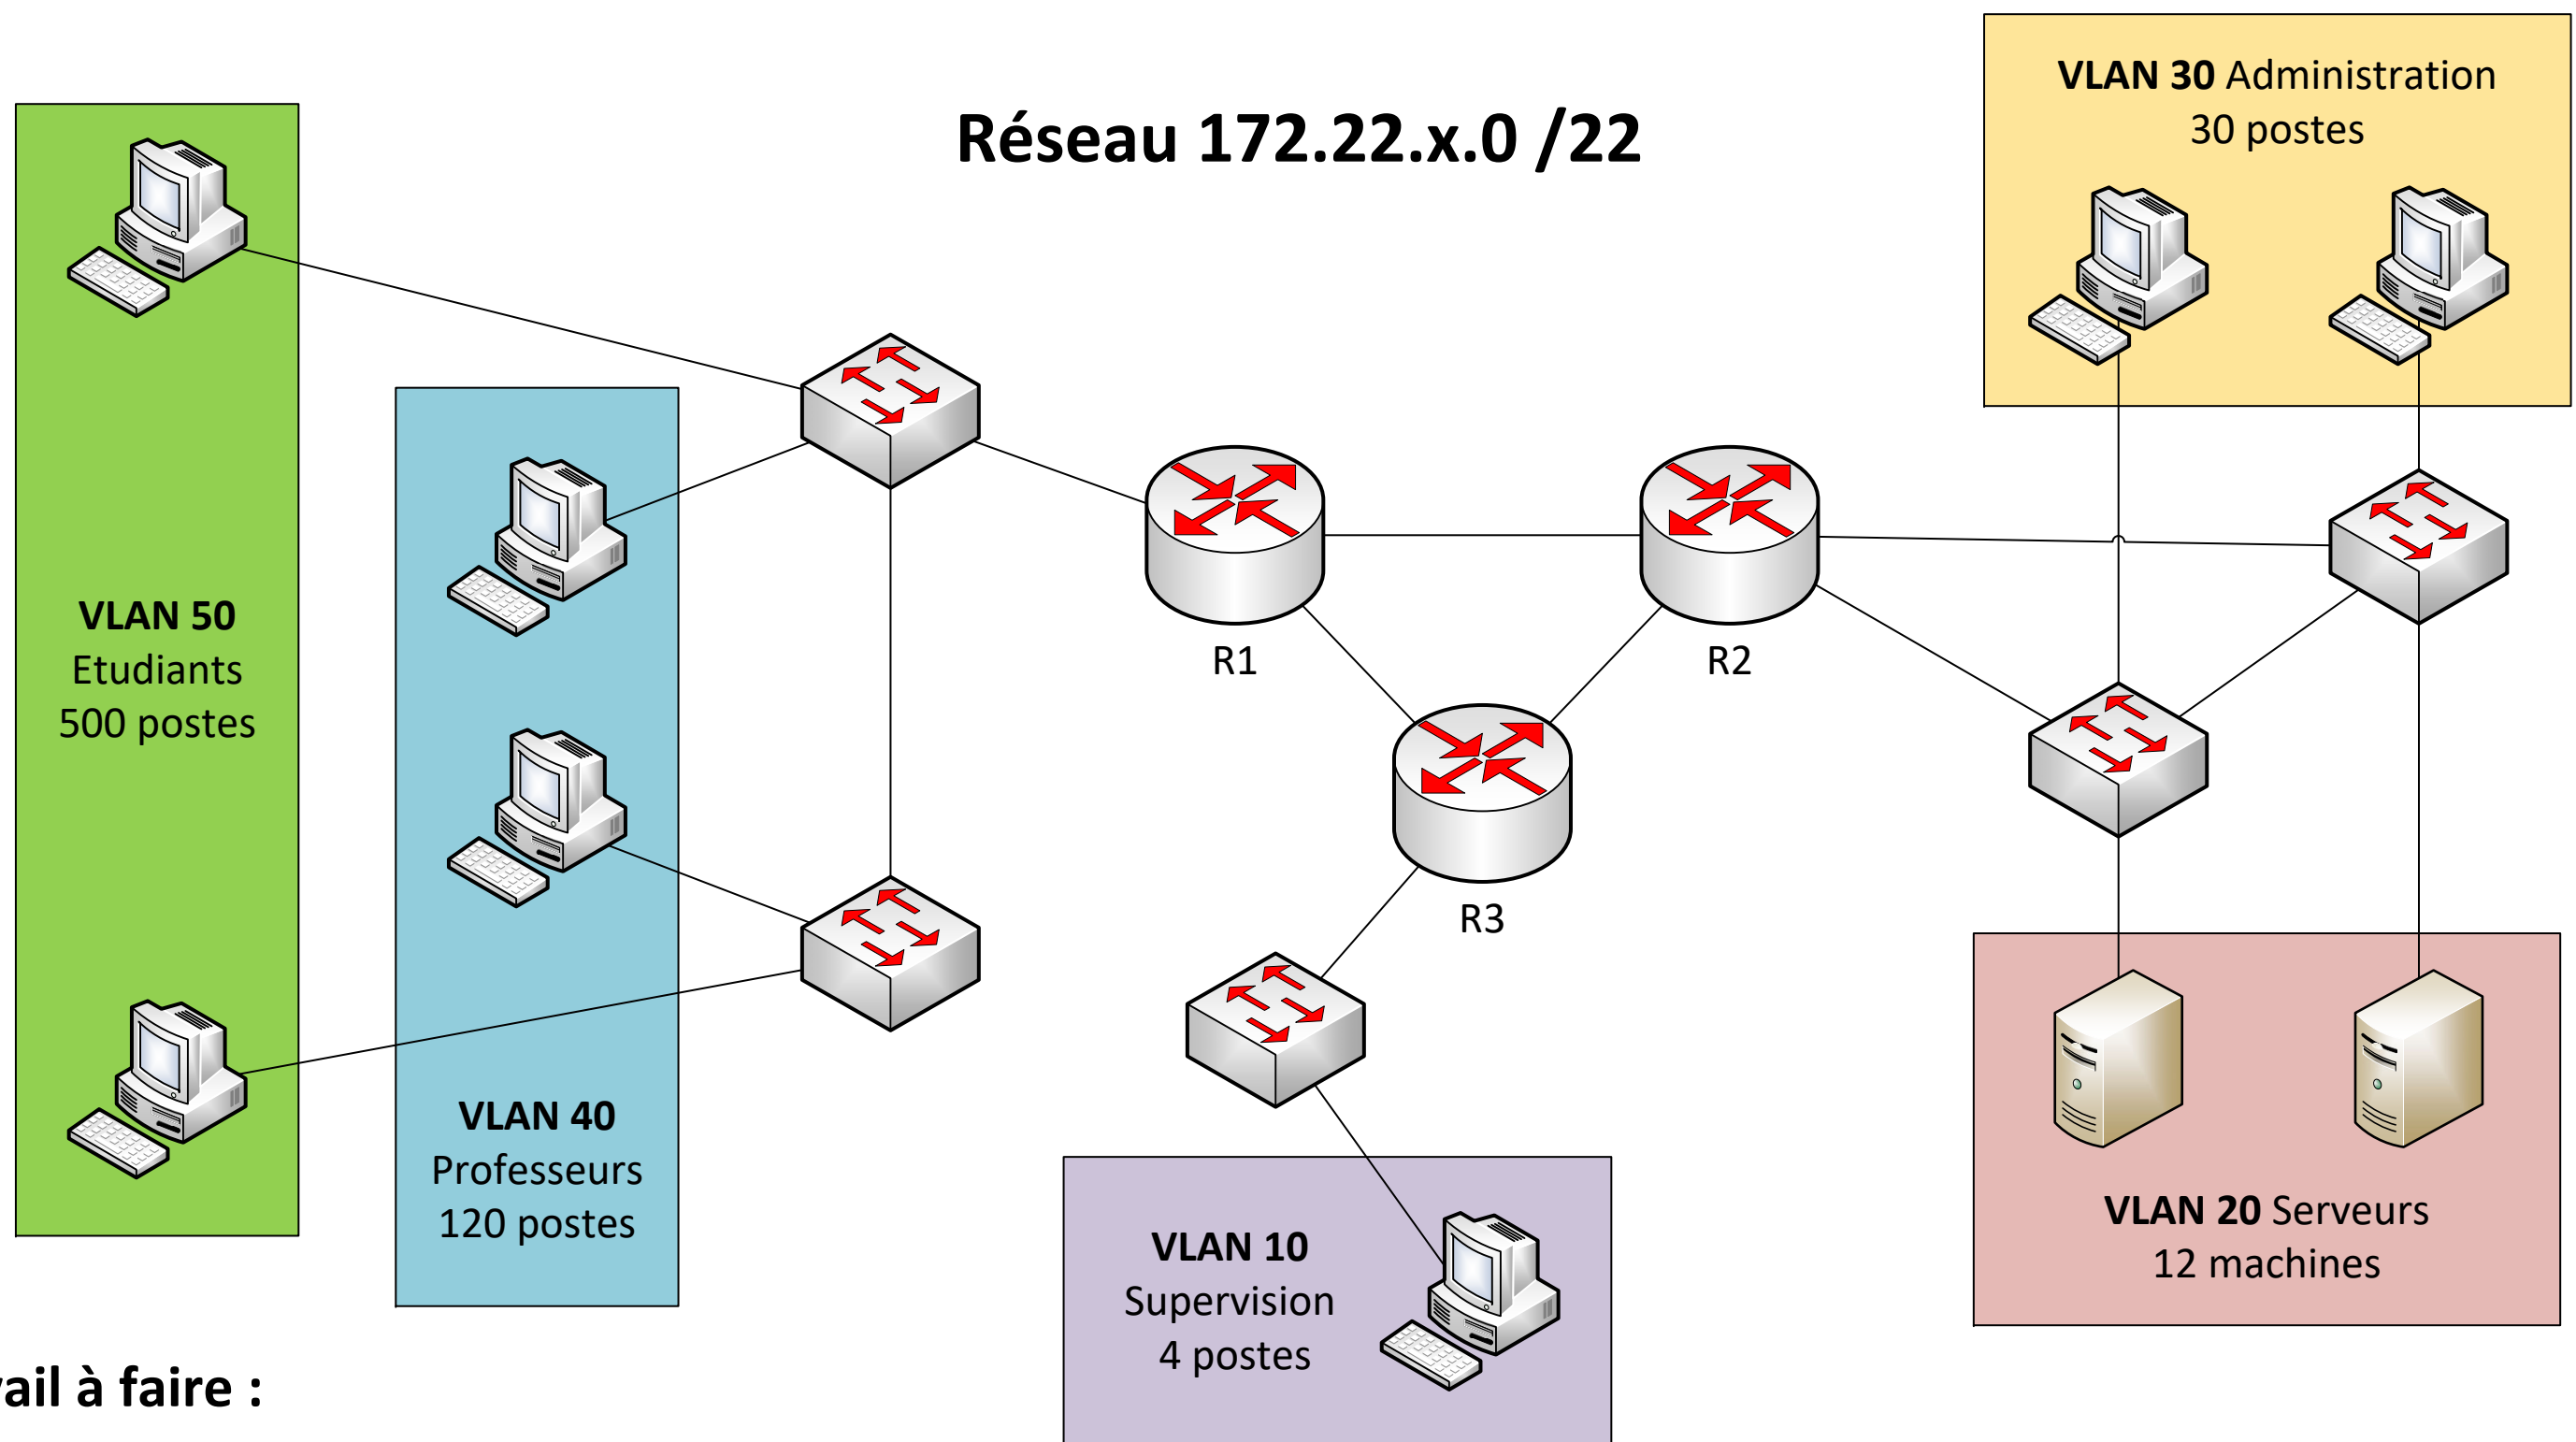 Réseau 172.22.x.0 /22
VLAN 30 Administration
30 postes
VLAN 50
Etudiants
500 postes
R1
R2
R3
VLAN 40
Professeurs
120 postes
VLAN 10
Supervision
4 postes
VLAN 20 Serveurs
12 machines
ail à faire :